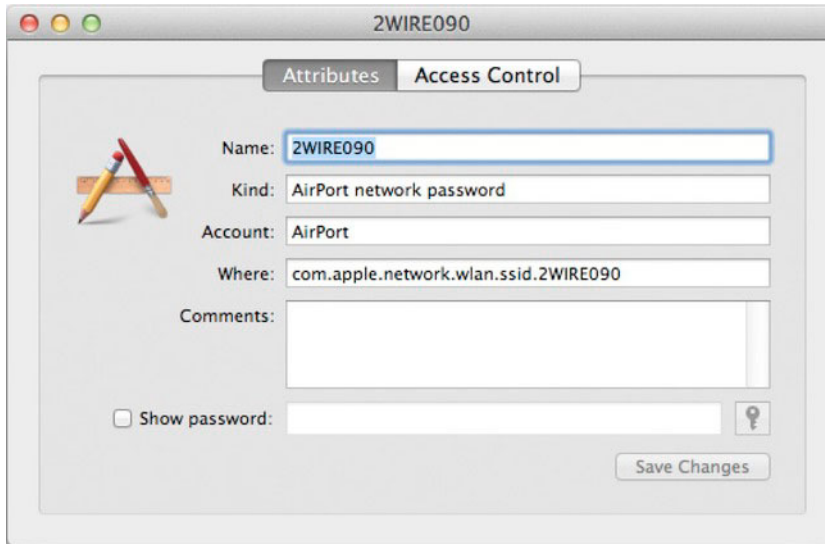 2WIRE090
Attributes Access Control
Name: 2WIRE090
Kind: AirPort network password
Account: AirPort
Where: com.apple.network.wlan.ssid.2WIRE090
Comments:
Show password:
Save Changes